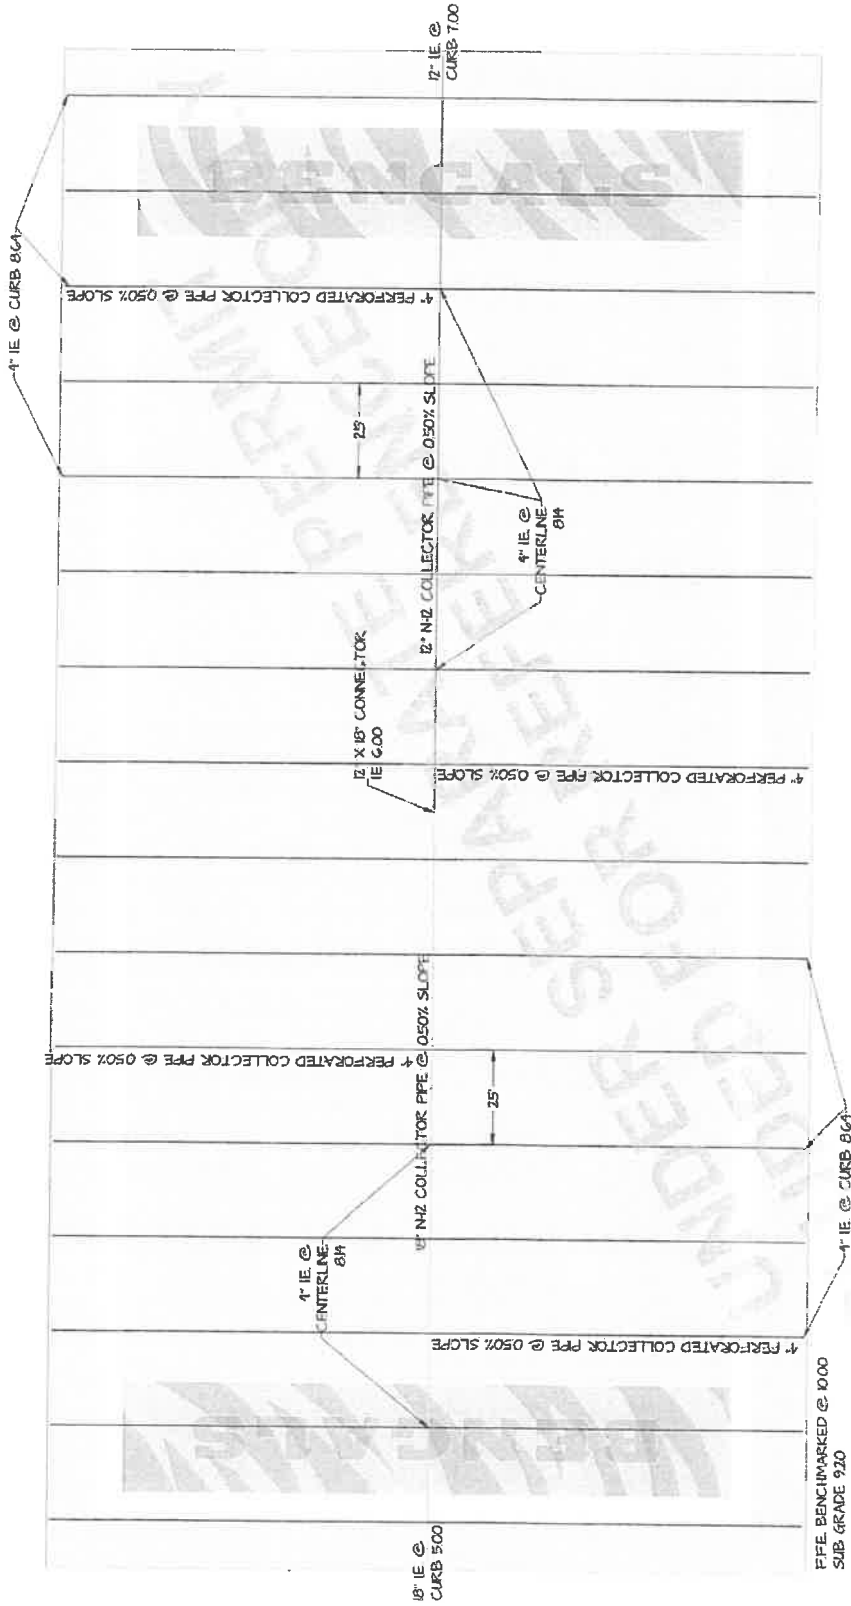 12" I.E. @
CURB 7.00
BENGALS
4" IE @ CURB 8.64
4" PERFORATED COLLECTOR PIPE @ 0.50% SLOPE
25'
12" N-12 COLLECTOR PIPE @ 0.50% SLOPE
4" IE. @
CENTERLINE
8.14
12" X 18" CONNECTOR
IE 6.00
4" PERFORATED COLLECTOR PIPE @ 0.50% SLOPE
4" PERFORATED COLLECTOR PIPE @ 0.50% SLOPE
18" N-12 COLLECTOR PIPE @ 0.50% SLOPE
25'
4" IE. @
CENTERLINE
8.14
4" IE @ CURB 8.64
4" PERFORATED COLLECTOR PIPE @ 0.50% SLOPE
BENGALS
18" IE @
CURB 5.00
F.F.E. BENCHMARKED @ 10.00
SUB GRADE 9.20
UNDER SEPARATE PERMIT
FOR REFERENCE ONLY